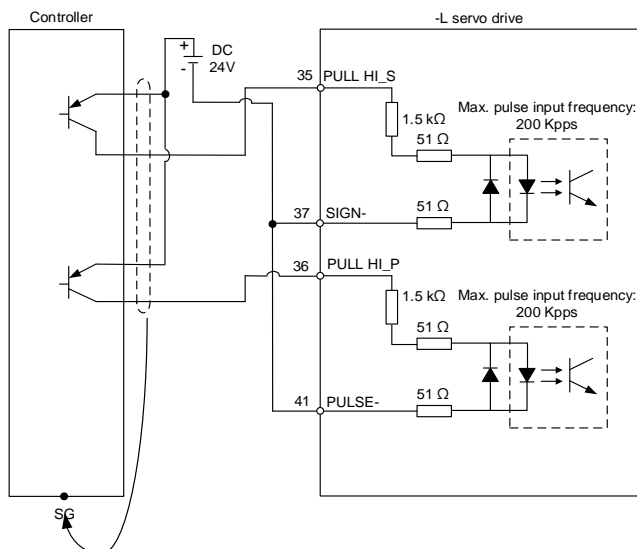 Controller
-L servo drive
+
-
DC
24V
35
PULL HI_S
1.5 kΩ
51 Ω
Max. pulse input frequency:
200 Kpps
51 Ω
37
SIGN-
36
PULL HI_P
1.5 kΩ
51 Ω
Max. pulse input frequency:
200 Kpps
51 Ω
41
PULSE-
SG